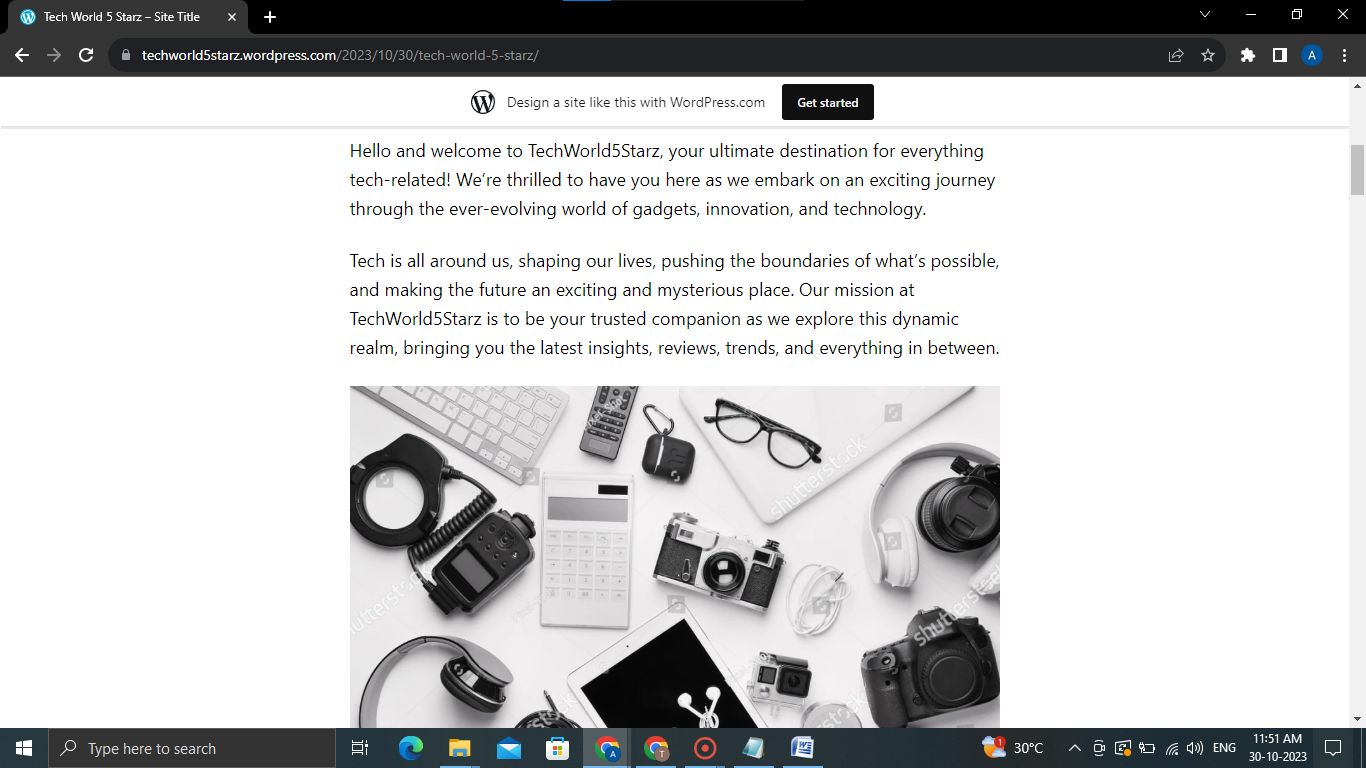 Tech World 5 Starz – Site Title
techworld5starz.wordpress.com/2023/10/30/tech-world-5-starz/
A
Design a site like this with WordPress.com
Get started
Hello and welcome to TechWorld5Starz, your ultimate destination for everything
tech-related! We’re thrilled to have you here as we embark on an exciting journey
through the ever-evolving world of gadgets, innovation, and technology.
Tech is all around us, shaping our lives, pushing the boundaries of what’s possible,
and making the future an exciting and mysterious place. Our mission at
TechWorld5Starz is to be your trusted companion as we explore this dynamic
realm, bringing you the latest insights, reviews, trends, and everything in between.
shutterstock
shutterstock
shutterstock
Type here to search
A
T
W
1
30°C
ENG
11:51 AM
30-10-2023